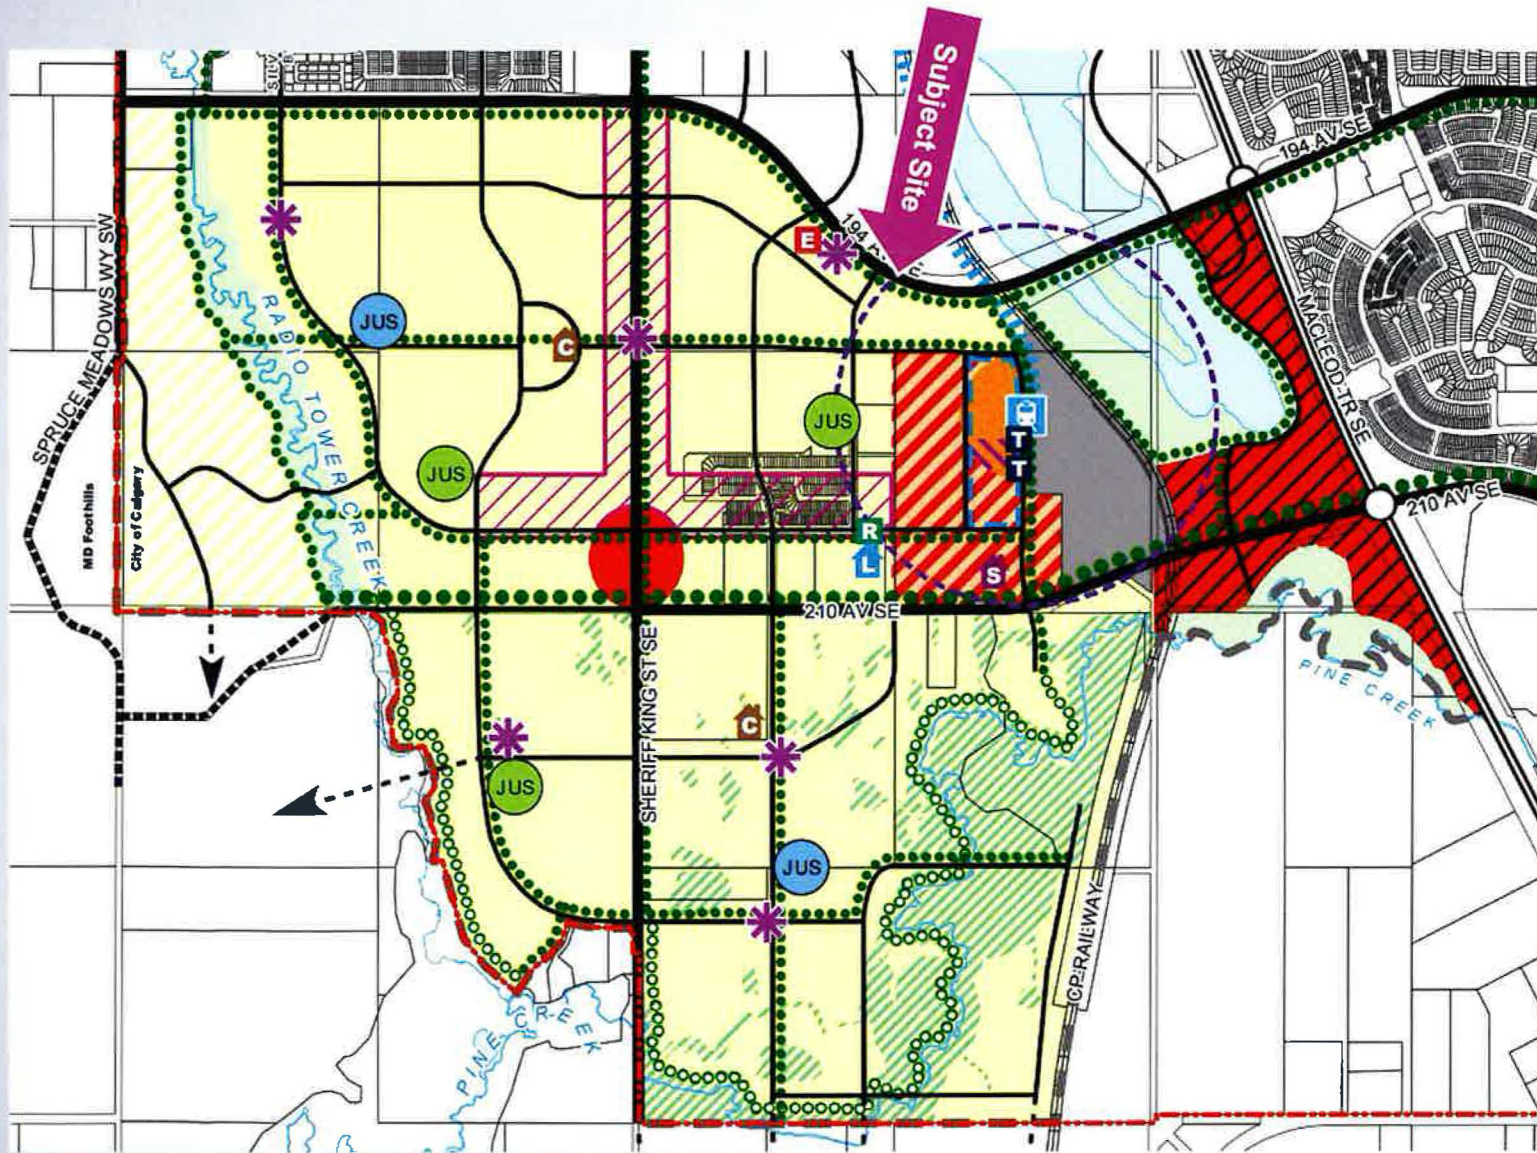 SILV
B
Subject Site
194 AV SE
194 A
E
MACLEOD TR SE
SPRUCE MEADOWS WY SW
RADIO TOWER CREEK
JUS
C
JUS
JUS
T
T
MD Foothills
City of Calgary
R
L
S
210 AV SE
210 AV SE
PINE CREEK
SHERIFF KING ST SE
C
JUS
JUS
CP RAILWAY
PINE CREEK